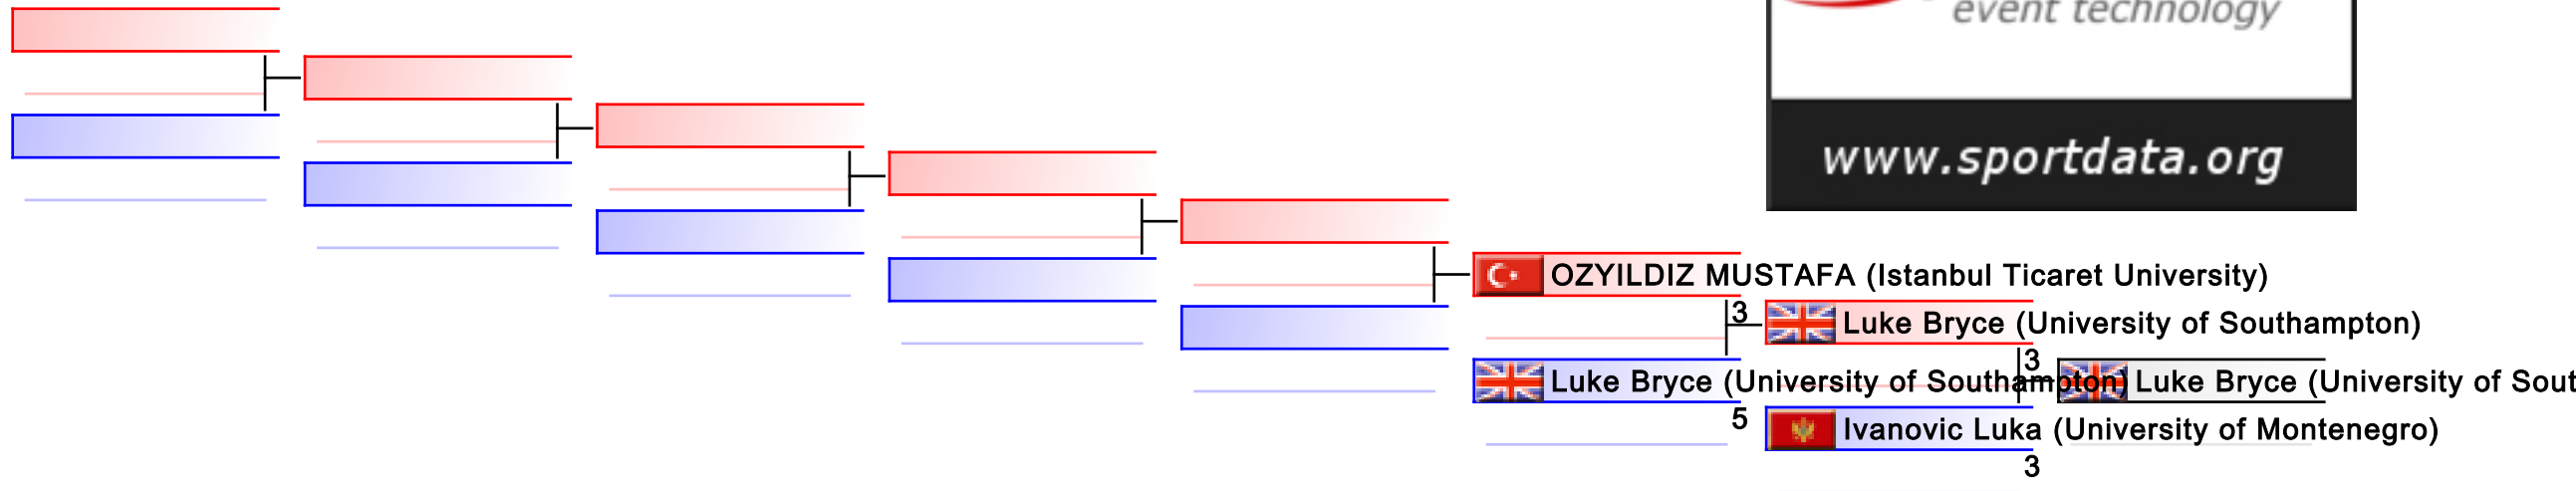 event technology
www.sportdata.org
OZYILDIZ MUSTAFA (Istanbul Ticaret University)
3
Luke Bryce (University of Southampton)
3
Luke Bryce (University of Southampton)
Luke Bryce (University of Sout
5
Ivanovic Luka (University of Montenegro)
3